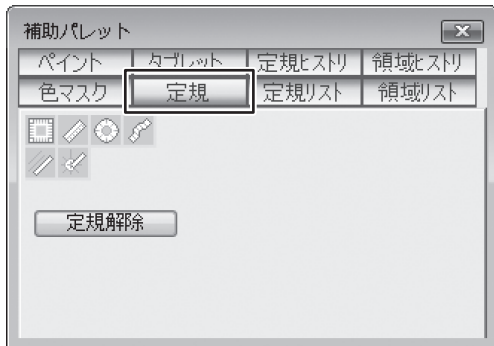 補助パレット
ペイント タブレット 定規ヒストリ 領域ヒストリ
色マスク 定規 定規リスト 領域リスト
定規解除